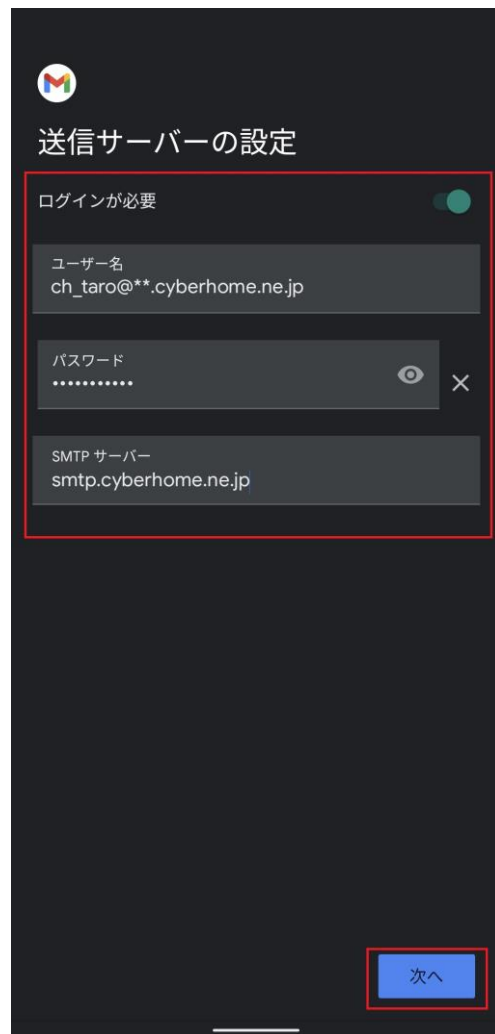 送信サーバーの設定
ログインが必要
ユーザー名
ch_taro@**.cyberhome.ne.jp
パスワード
•••••••••••
SMTP サーバー
smtp.cyberhome.ne.jp
次へ